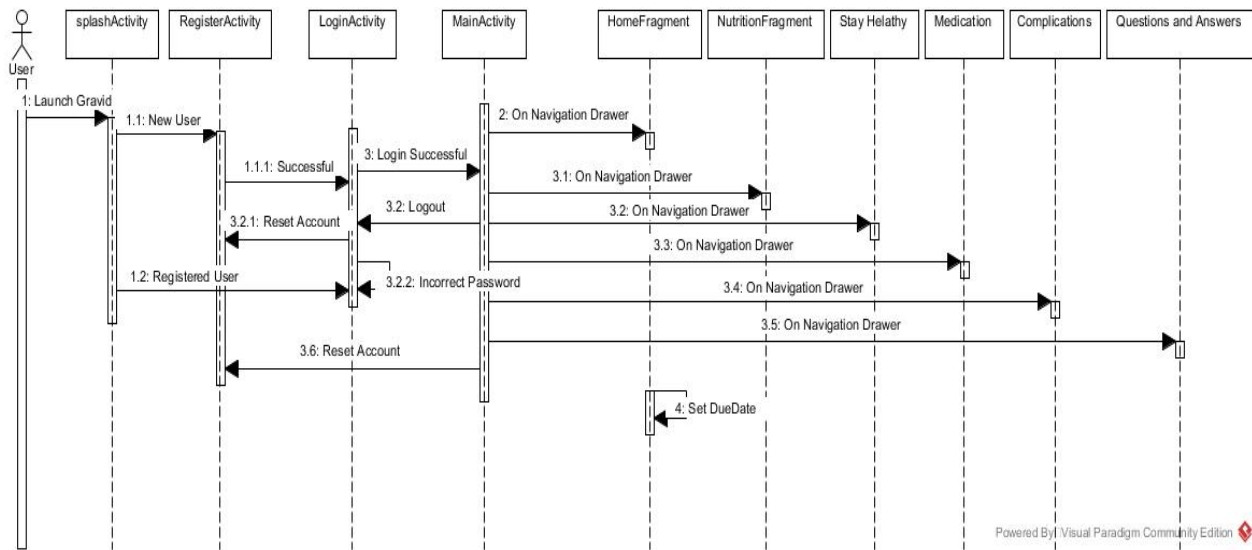 splashActivity
RegisterActivity
LoginActivity
MainActivity
HomeFragment
NutritionFragment
Stay Helathy
Medication
Complications
Questions and Answers
User
1: Launch Gravid
1.1: New User
2: On Navigation Drawer
3: Login Successful
1.1.1: Successful
3.1: On Navigation Drawer
3.2: Logout
3.2: On Navigation Drawer
3.2.1: Reset Account
3.3: On Navigation Drawer
1.2: Registered User
3.2.2: Incorrect Password
3.4: On Navigation Drawer
3.5: On Navigation Drawer
3.6: Reset Account
4: Set DueDate
Powered By Visual Paradigm Community Edition